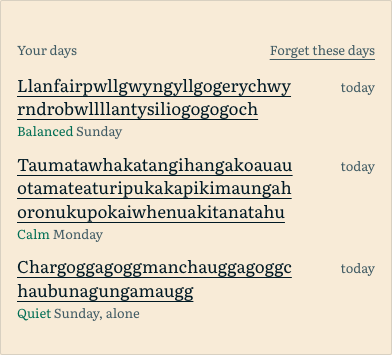 Your days Forget these days
Llanfairpwllgwyngyllgogerychwy today
rndrobwllllantysiliogogogoch
Balanced Sunday
Taumatawhakatangihangakoauau today
otamateaturipukakapikimaungah
oronukupokaiwhenuakitanatahu
Calm Monday
Chargoggagoggmanchauggagoggc today
haubunagungamaugg
Quiet Sunday, alone